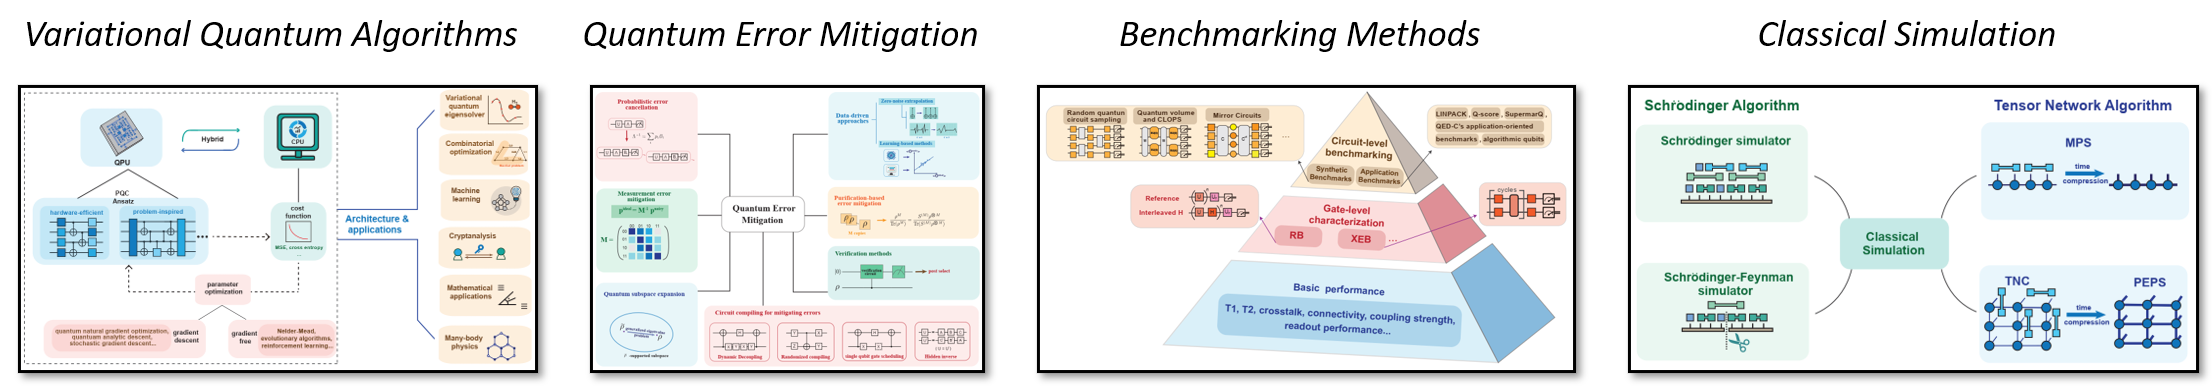 Variational Quantum Algorithms
Quantum Error Mitigation
Benchmarking Methods
Classical Simulation
QPU
Hybrid
CPU
PQC
Ansatz
hardware-efficient
problem-inspired
cost
function
MSE, cross entropy
...
parameter
optimization
quantum natural gradient optimization,
quantum analytic descent,
stochastic gradient descent...
gradient
descent
gradient
free
Nelder-Mead,
evolutionary algorithms,
reinforcement learning...
Architecture &
applications
Variational
quantum
eigensolver
Combinatorial
optimization
Machine
learning
Cryptanalysis
Mathematical
applications
Many-body
physics
Probabilistic error
cancellation
Measurement error
mitigation
Quantum subspace expansion
Quantum Error
Mitigation
Data-driven
approaches
Zero-noise extrapolation
Learning-based methods
Purification-based
error mitigation
Verification methods
post select
Circuit compiling for mitigating errors
Dynamic Decoupling
Randomized compiling
single qubit gate scheduling
Hidden inverse
Random quantum
circuit sampling
Quantum volume
and CLOPS
Mirror Circuits
...
LINPACK , Q-score , SupermarQ ,
QED-C's application-oriented
benchmarks , algorithmic qubits
Circuit-level
benchmarking
Synthetic
Benchmarks
Application
Benchmarks
Reference
Interleaved H
Gate-level
characterization
RB
XEB
...
cycles
Basic performance
T1, T2, crosstalk, connectivity, coupling strength,
readout performance...
Schrödinger Algorithm
Schrödinger simulator
Schrödinger-Feynman
simulator
Classical
Simulation
Tensor Network Algorithm
MPS
time
compression
TNC
time
compression
PEPS